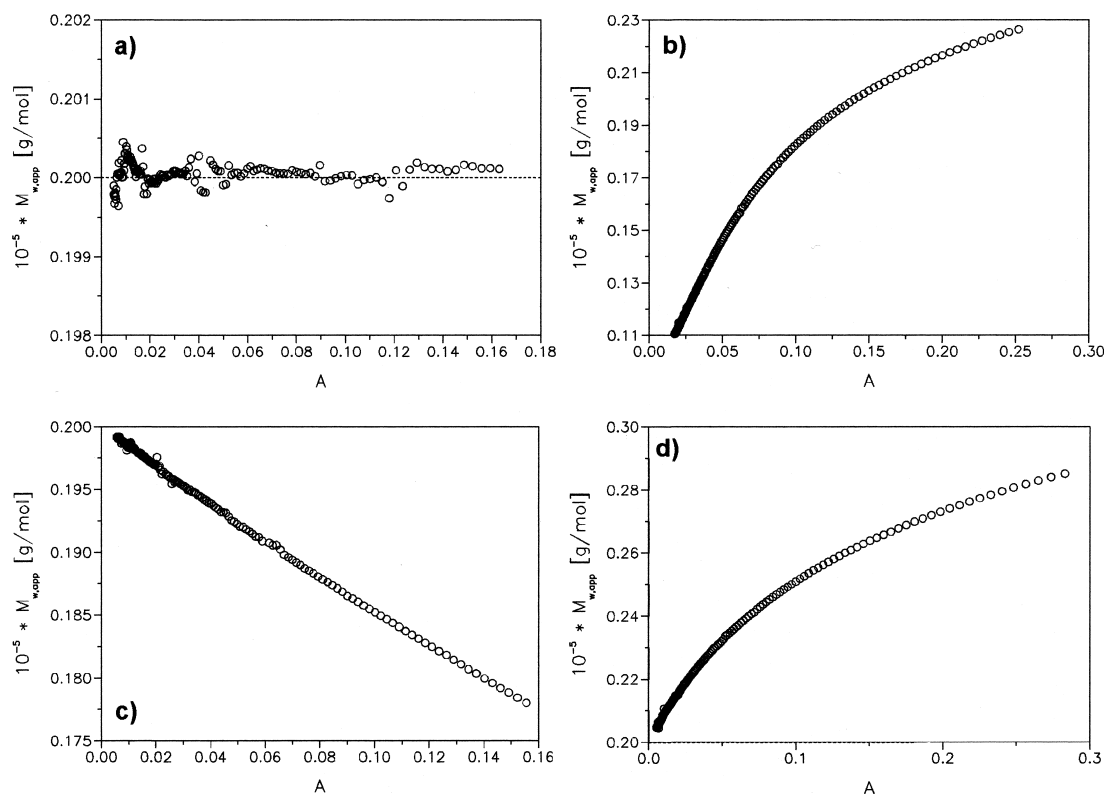 a)
0.202
0.201
0.200
0.199
0.198
10⁻⁵ * M w,app [g/mol]
0.00 0.02 0.04 0.06 0.08 0.10 0.12 0.14 0.16 0.18
A
b)
0.23
0.21
0.19
0.17
0.15
0.13
0.11
10⁻⁵ * M w,app [g/mol]
0.00 0.05 0.10 0.15 0.20 0.25 0.30
A
c)
0.200
0.195
0.190
0.185
0.180
0.175
10⁻⁵ * M w,app [g/mol]
0.00 0.02 0.04 0.06 0.08 0.10 0.12 0.14 0.16
A
d)
0.30
0.28
0.26
0.24
0.22
0.20
10⁻⁵ * M w,app [g/mol]
0.0 0.1 0.2 0.3
A